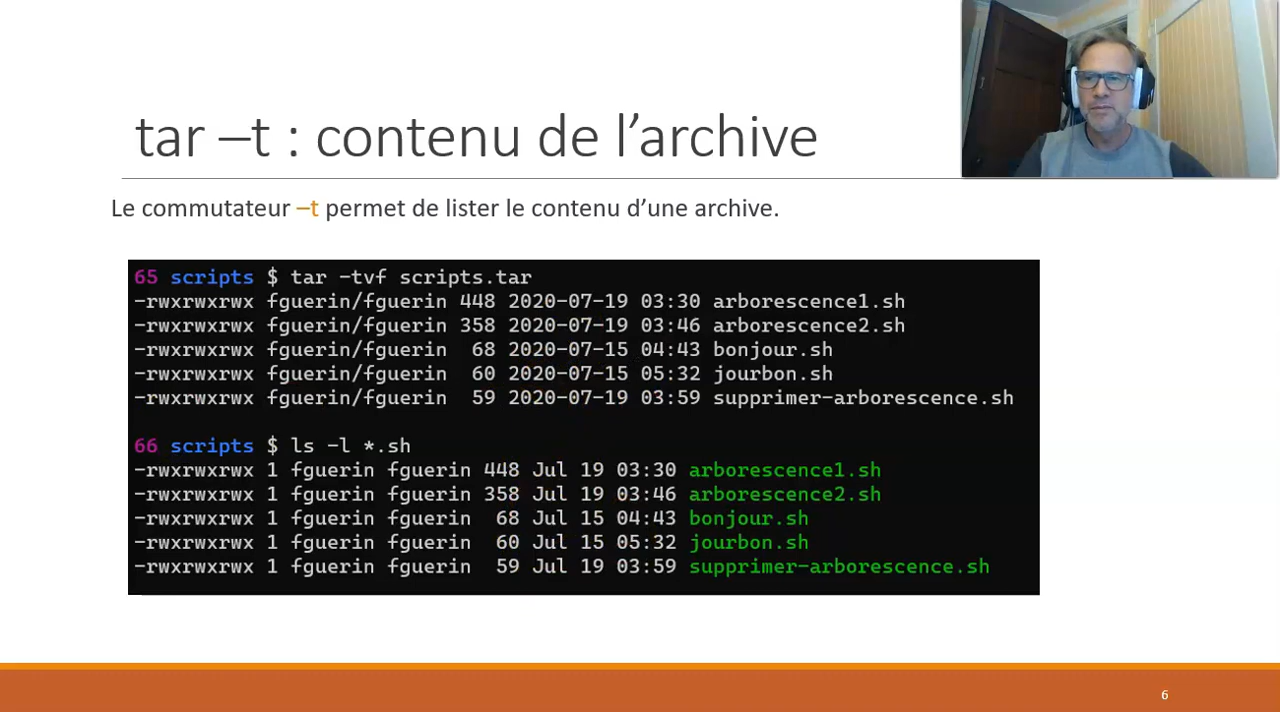 tar –t : contenu de l’archive
Le commutateur –t permet de lister le contenu d’une archive.
65 scripts $ tar -tvf scripts.tar
-rwxrwxrwx fguerin/fguerin 448 2020-07-19 03:30 arborescence1.sh
-rwxrwxrwx fguerin/fguerin 358 2020-07-19 03:46 arborescence2.sh
-rwxrwxrwx fguerin/fguerin  68 2020-07-15 04:43 bonjour.sh
-rwxrwxrwx fguerin/fguerin  60 2020-07-15 05:32 jourbon.sh
-rwxrwxrwx fguerin/fguerin  59 2020-07-19 03:59 supprimer-arborescence.sh
66 scripts $ ls -l *.sh
-rwxrwxrwx 1 fguerin fguerin 448 Jul 19 03:30 arborescence1.sh
-rwxrwxrwx 1 fguerin fguerin 358 Jul 19 03:46 arborescence2.sh
-rwxrwxrwx 1 fguerin fguerin  68 Jul 15 04:43 bonjour.sh
-rwxrwxrwx 1 fguerin fguerin  60 Jul 15 05:32 jourbon.sh
-rwxrwxrwx 1 fguerin fguerin  59 Jul 19 03:59 supprimer-arborescence.sh
6